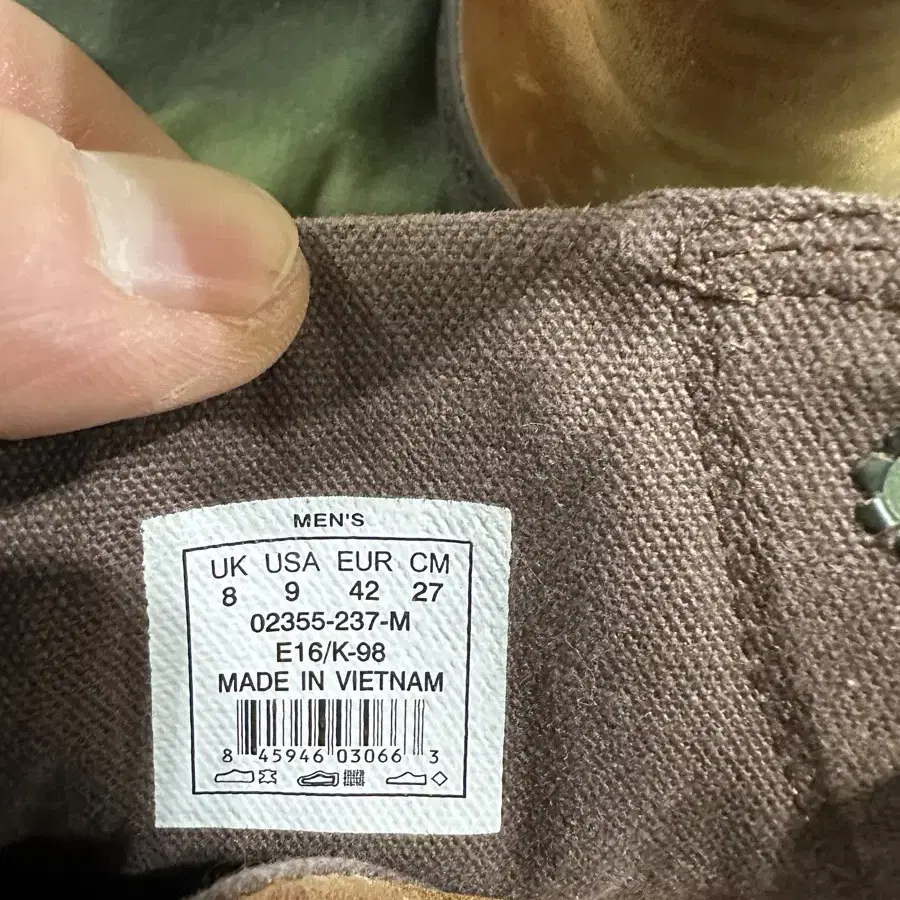 MEN'S
UK USA EUR CM
8 9 42 27
02355-237-M
E16/K-98
MADE IN VIETNAM
8 45946 03066 3